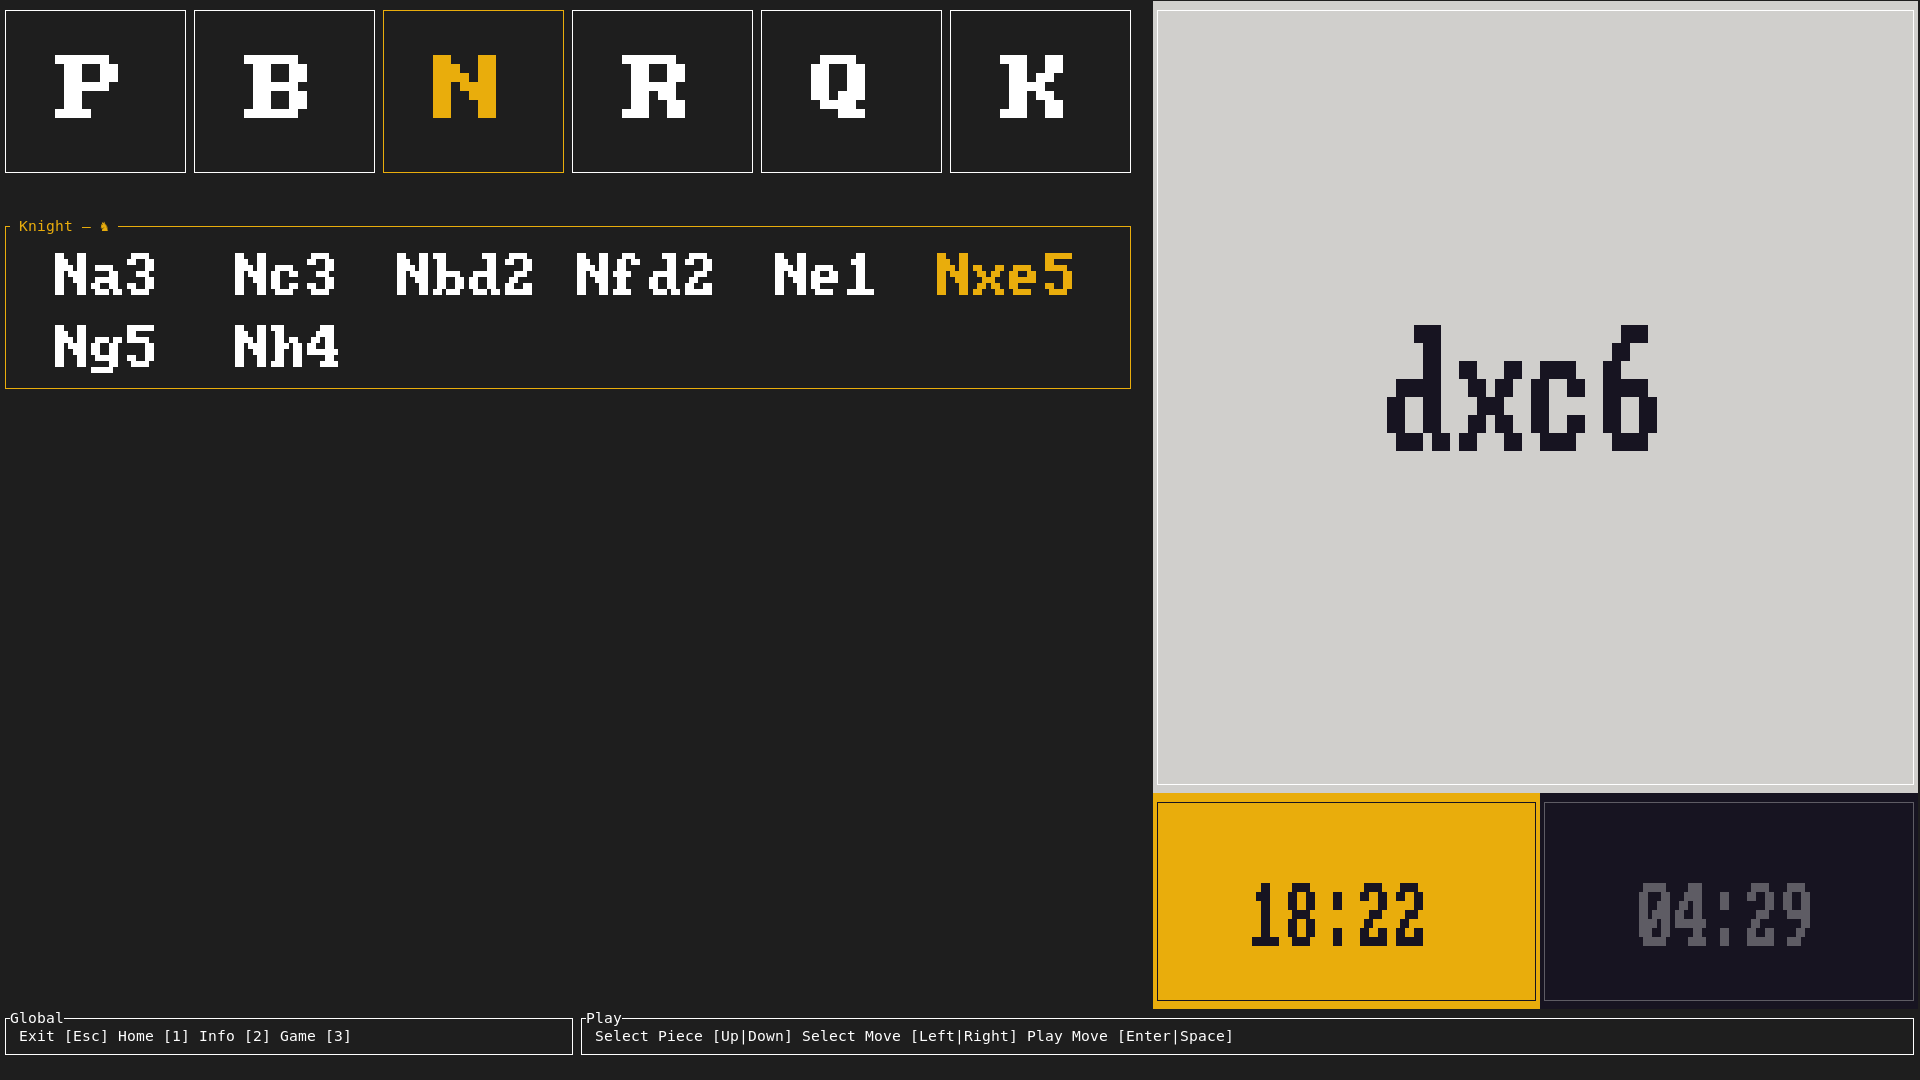 P B N R Q K
Knight — ♞
Na3 Nc3 Nbd2 Nfd2 Ne1 Nxe5
Ng5 Nh4
dxc6
18:22 04:29
Global
Exit [Esc] Home [1] Info [2] Game [3]
Play
Select Piece [Up|Down] Select Move [Left|Right] Play Move [Enter|Space]